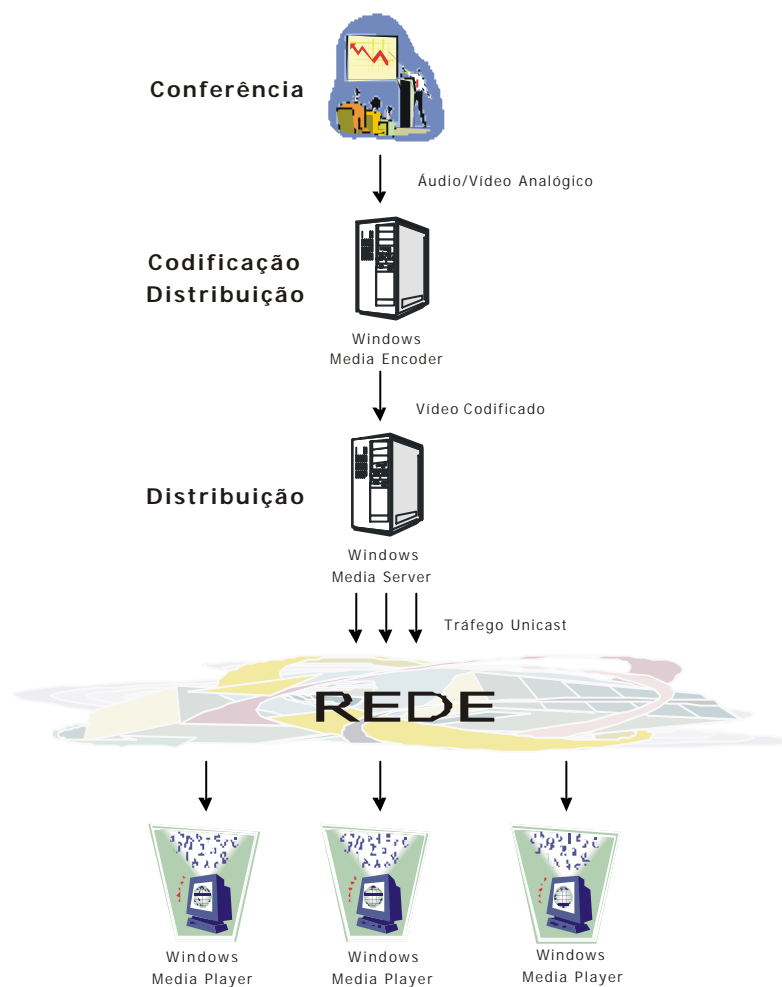 Conferência
Áudio/Vídeo Analógico
Codificação
Distribuição
Windows
Media Encoder
Vídeo Codificado
Distribuição
Windows
Media Server
Tráfego Unicast
REDE
Windows
Media Player
Windows
Media Player
Windows
Media Player